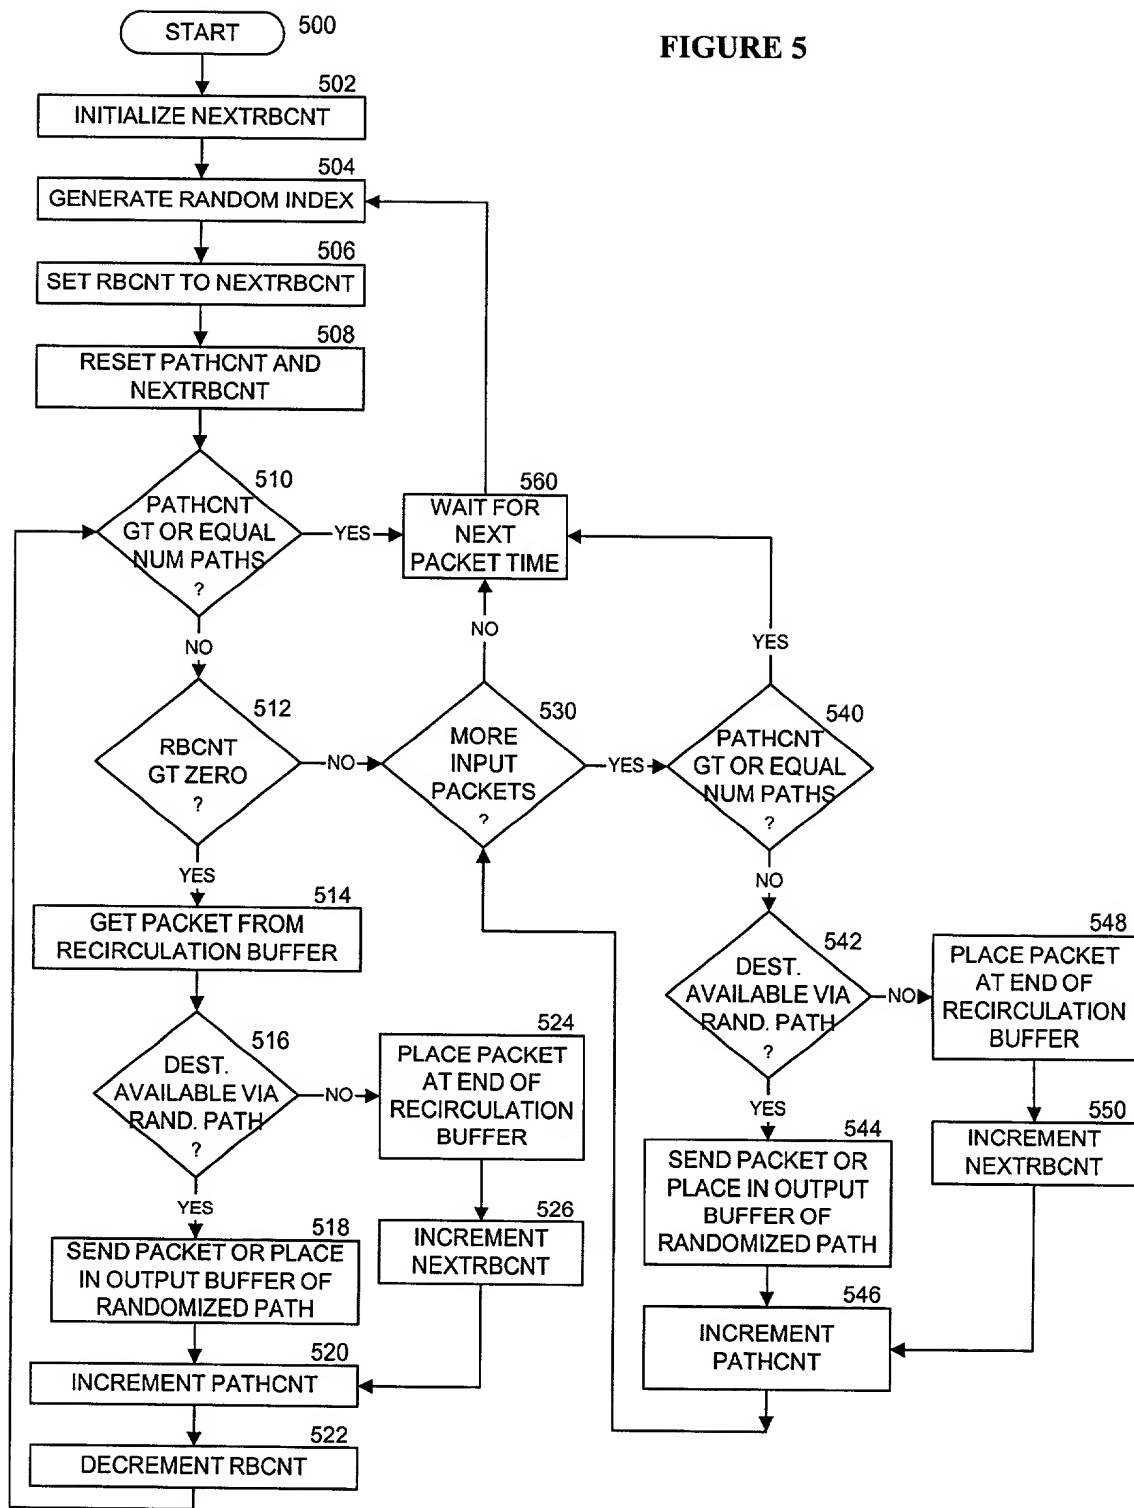 START
500
FIGURE 5
502
INITIALIZE NEXTRBCNT
504
GENERATE RANDOM INDEX
506
SET RBCNT TO NEXTRBCNT
508
RESET PATHCNT AND
NEXTRBCNT
510
PATHCNT
GT OR EQUAL
NUM PATHS
?
YES
NO
560
WAIT FOR
NEXT
PACKET TIME
NO
YES
512
RBCNT
GT ZERO
?
NO
YES
530
MORE
INPUT
PACKETS
?
YES
540
PATHCNT
GT OR EQUAL
NUM PATHS
?
NO
514
GET PACKET FROM
RECIRCULATION BUFFER
516
DEST.
AVAILABLE VIA
RAND. PATH
?
NO
YES
524
PLACE PACKET
AT END OF
RECIRCULATION
BUFFER
526
INCREMENT
NEXTRBCNT
518
SEND PACKET OR PLACE
IN OUTPUT BUFFER OF
RANDOMIZED PATH
520
INCREMENT PATHCNT
522
DECREMENT RBCNT
542
DEST.
AVAILABLE VIA
RAND. PATH
?
NO
YES
548
PLACE PACKET
AT END OF
RECIRCULATION
BUFFER
550
INCREMENT
NEXTRBCNT
544
SEND PACKET OR
PLACE IN OUTPUT
BUFFER OF
RANDOMIZED PATH
546
INCREMENT
PATHCNT